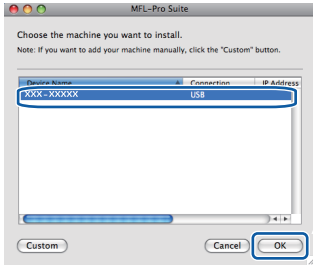 MFL-Pro Suite
Choose the machine you want to install.
Note: If you want to add your machine manually, click the "Custom" button.
Device Name Connection IP Address
XXX-XXXXX USB
Custom Cancel OK